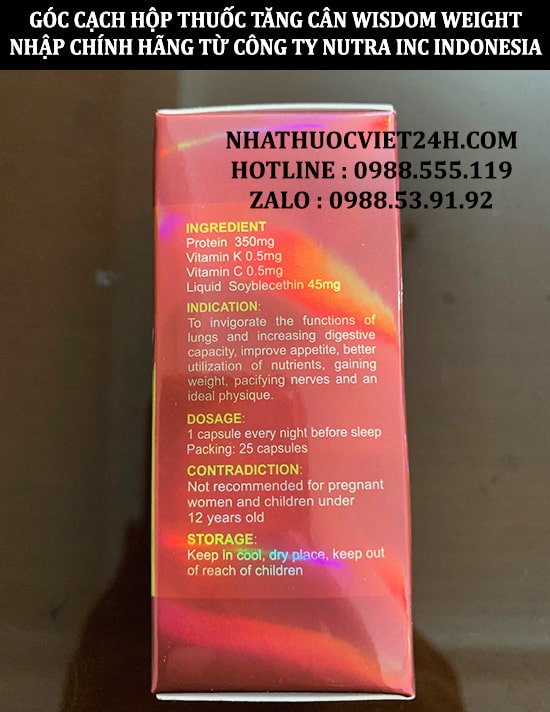 GÓC CẠCH HỘP THUỐC TĂNG CÂN WISDOM WEIGHT
NHẬP CHÍNH HÃNG TỪ CÔNG TY NUTRA INC INDONESIA
NHATHUOCVIET24H.COM
HOTLINE : 0988.555.119
ZALO : 0988.53.91.92
INGREDIENT
Protein 350mg
Vitamin K 0.5mg
Vitamin C 0.5mg
Liquid Soyblecethin 45mg
INDICATION:
To invigorate the functions of
lungs and increasing digestive
capacity, improve appetite, better
utilization of nutrients, gaining
weight, pacifying nerves and an
ideal physique.
DOSAGE:
1 capsule every night before sleep
Packing: 25 capsules
CONTRADICTION:
Not recommended for pregnant
women and children under
12 years old
STORAGE:
Keep in cool, dry place, keep out
of reach of children